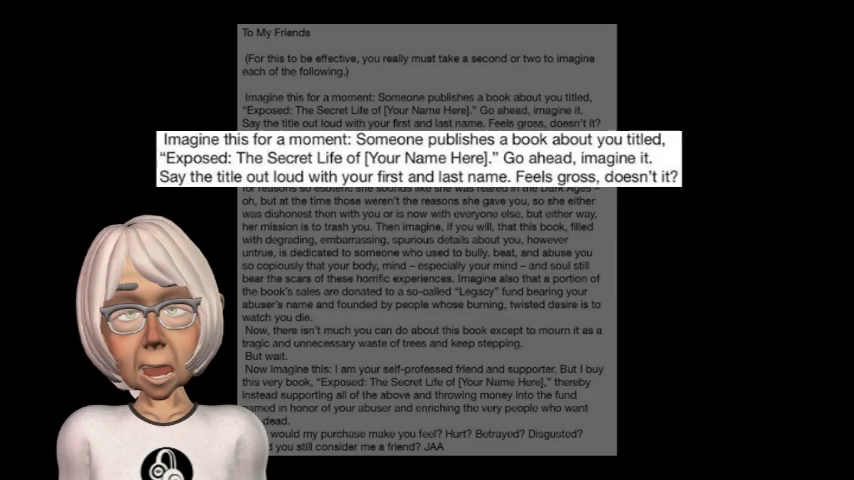 To My Friends
(For this to be effective, you really must take a second or two to imagine
each of the following.)
Imagine this for a moment: Someone publishes a book about you titled,
“Exposed: The Secret Life of [Your Name Here].” Go ahead, imagine it.
Say the title out loud with your first and last name. Feels gross, doesn't it?
Imagine this for a moment: Someone publishes a book about you titled,
“Exposed: The Secret Life of [Your Name Here].” Go ahead, imagine it.
Say the title out loud with your first and last name. Feels gross, doesn't it?
for reasons so esoteric she sounds like she was reared in the Dark Ages –
oh, but at the time those weren't the reasons she gave you, so she either
was dishonest then with you or is now with everyone else, but either way,
her mission is to trash you. Then imagine, if you will, that this book, filled
with degrading, embarrassing, spurious details about you, however
untrue, is dedicated to someone who used to bully, beat, and abuse you
so copiously that your body, mind – especially your mind – and soul still
bear the scars of these horrific experiences. Imagine also that a portion of
the book's sales are donated to a so-called “Legacy” fund bearing your
abuser's name and founded by people whose burning, twisted desire is to
watch you die.
Now, there isn't much you can do about this book except to mourn it as a
tragic and unnecessary waste of trees and keep stepping.
But wait.
Now imagine this: I am your self-professed friend and supporter. But I buy
this very book, “Exposed: The Secret Life of [Your Name Here],” thereby
instead supporting all of the above and throwing money into the fund
named in honor of your abuser and enriching the very people who want
dead.
would my purchase make you feel? Hurt? Betrayed? Disgusted?
you still consider me a friend? JAA